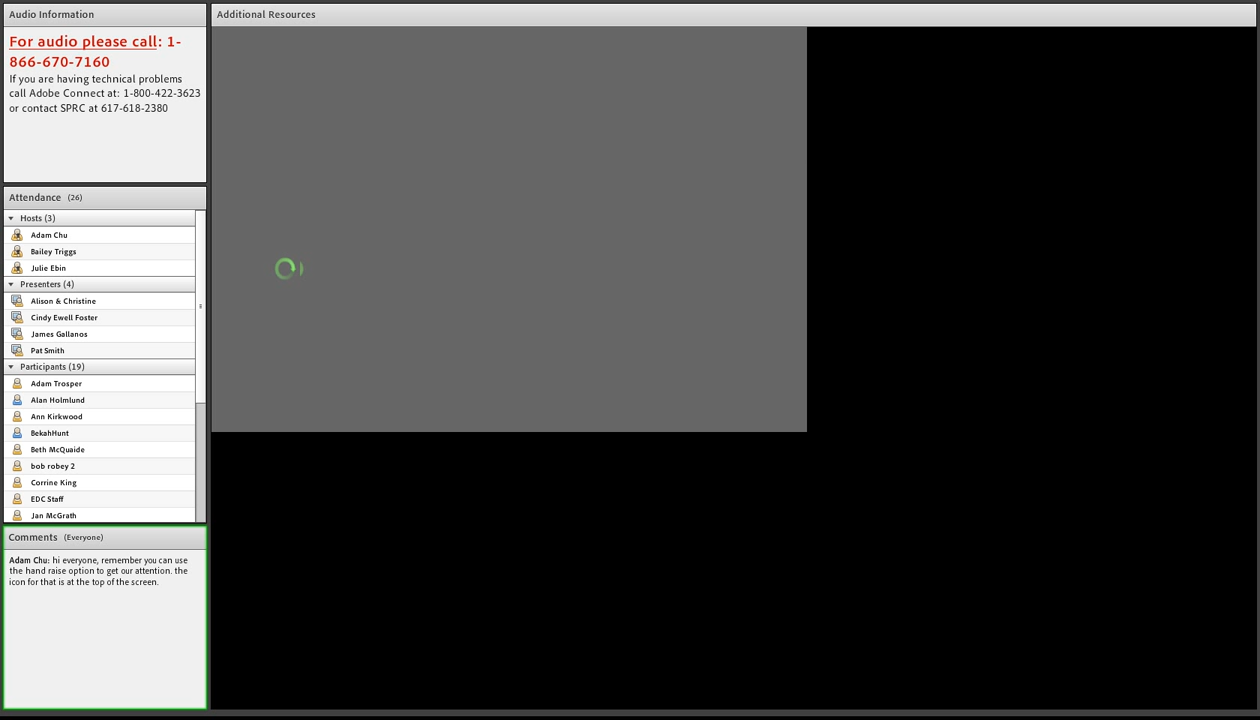 Audio Information
For audio please call: 1-
866-670-7160
If you are having technical problems
call Adobe Connect at: 1-800-422-3623
or contact SPRC at 617-618-2380
Attendance (26)
Hosts (3)
Adam Chu
Bailey Triggs
Julie Ebin
Presenters (4)
Alison & Christine
Cindy Ewell Foster
James Gallanos
Pat Smith
Participants (19)
Adam Trosper
Alan Holmlund
Ann Kirkwood
BekahHunt
Beth McQuaide
bob robey 2
Corrine King
EDC Staff
Jan McGrath
Comments (Everyone)
Adam Chu: hi everyone, remember you can use
the hand raise option to get our attention. the
icon for that is at the top of the screen.
Additional Resources